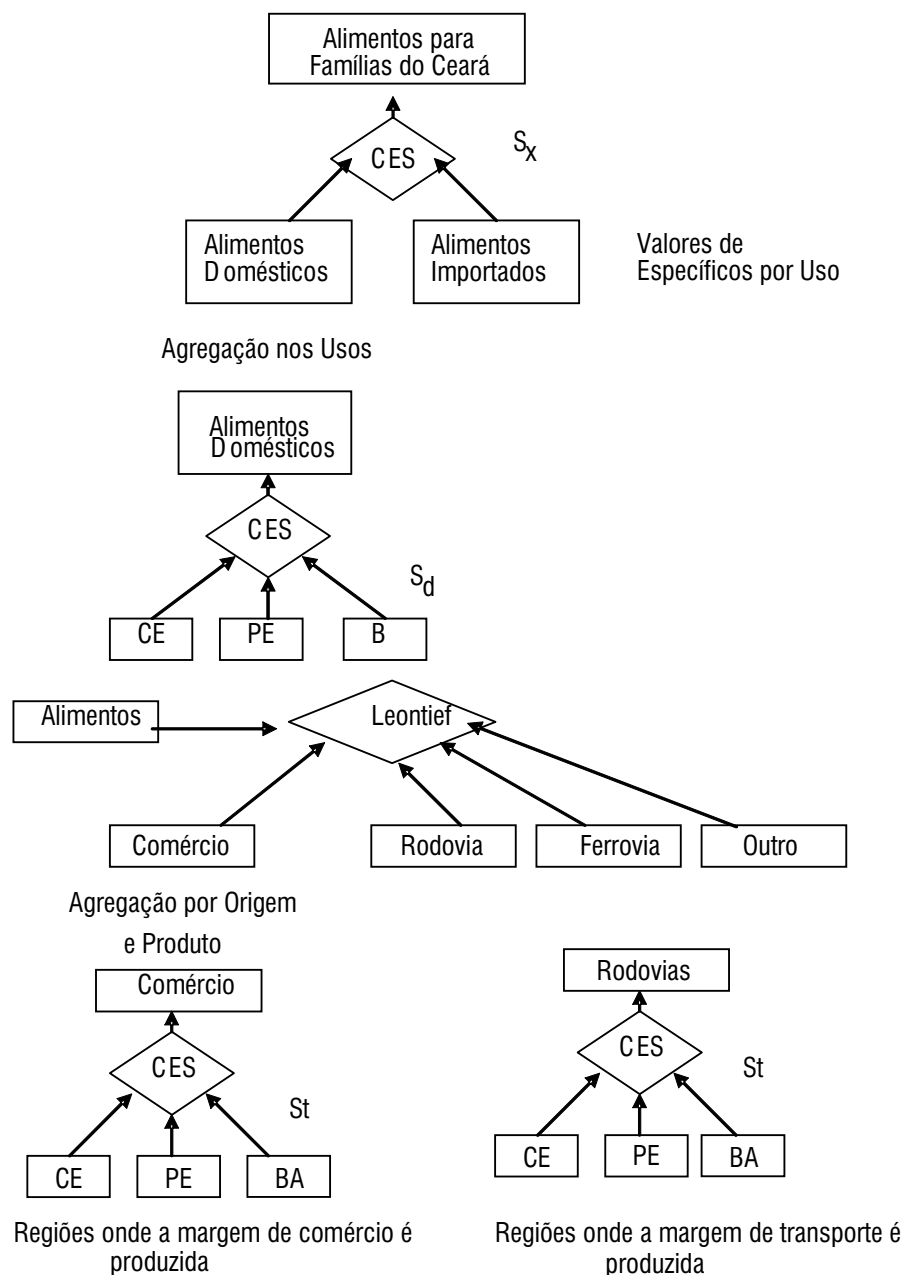 Alimentos para
Famílias do Ceará
CES
Sx
Alimentos
Domésticos
Alimentos
Importados
Valores de
Específicos por Uso
Agregação nos Usos
Alimentos
Domésticos
CES
Sd
CE
PE
B
Alimentos
Leontief
Comércio
Rodovia
Ferrovia
Outro
Agregação por Origem
e Produto
Comércio
CES
St
CE
PE
BA
Regiões onde a margem de comércio é
produzida
Rodovias
CES
St
CE
PE
BA
Regiões onde a margem de transporte é
produzida